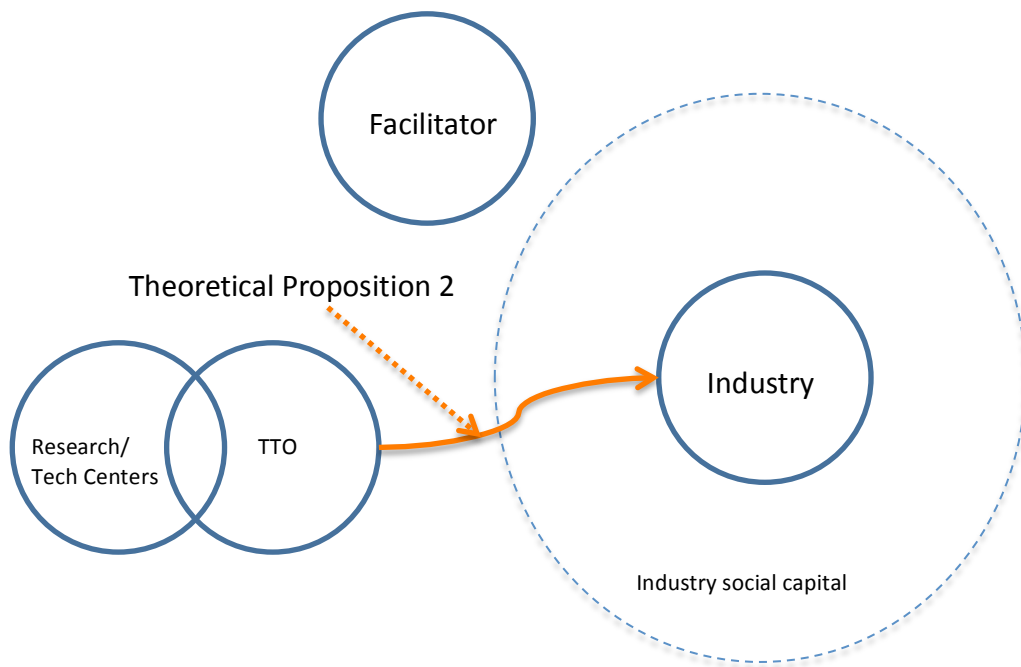 Facilitator
Theoretical Proposition 2
Industry
Research/
Tech Centers
TTO
Industry social capital